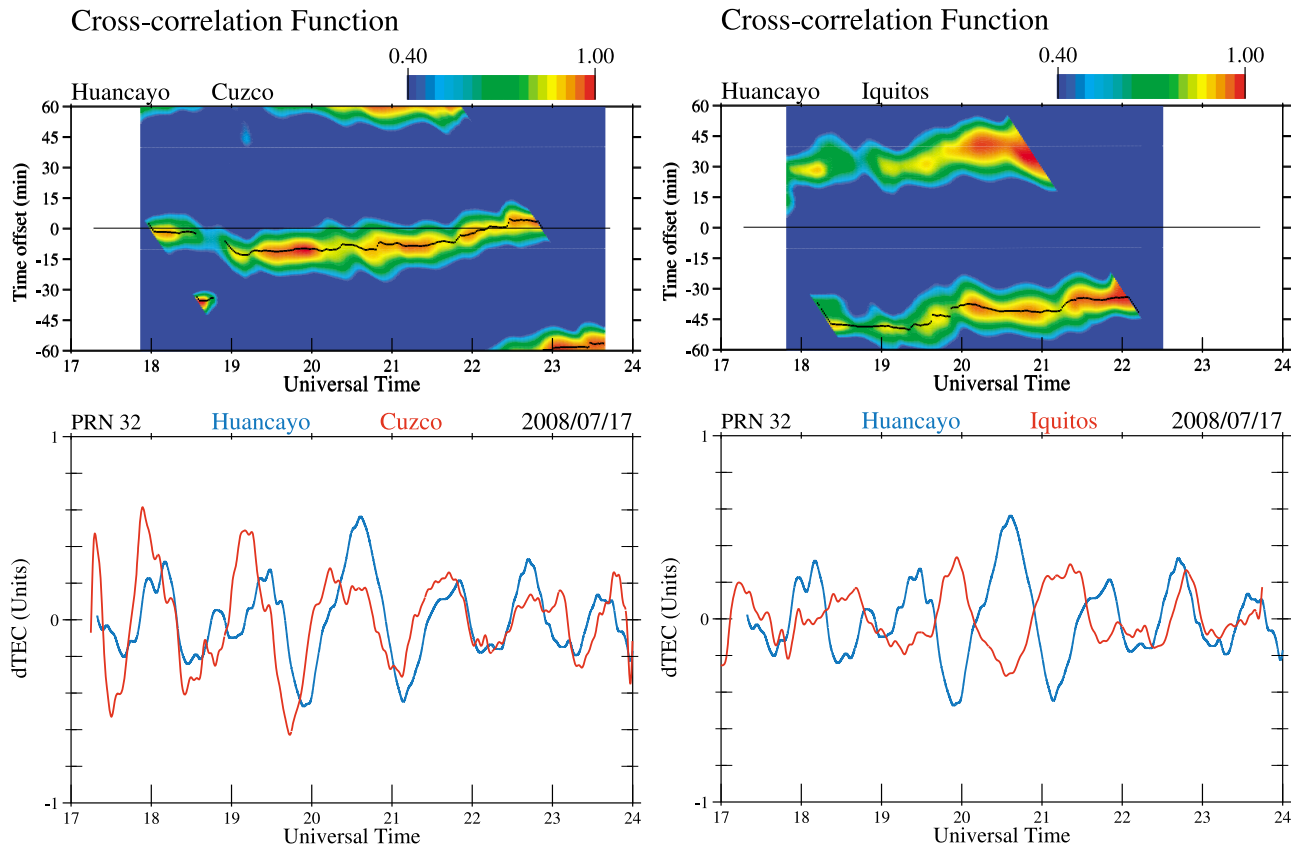 Cross-correlation Function
0.40 1.00
Huancayo Cuzco
60
45
30
15
0
-15
-30
-45
-60
Time offset (min)
17 18 19 20 21 22 23 24
Universal Time
Cross-correlation Function
0.40 1.00
Huancayo Iquitos
60
45
30
15
0
-15
-30
-45
-60
Time offset (min)
17 18 19 20 21 22 23 24
Universal Time
PRN 32 Huancayo Cuzco 2008/07/17
1
0
-1
dTEC (Units)
17 18 19 20 21 22 23 24
Universal Time
PRN 32 Huancayo Iquitos 2008/07/17
1
0
-1
dTEC (Units)
17 18 19 20 21 22 23 24
Universal Time